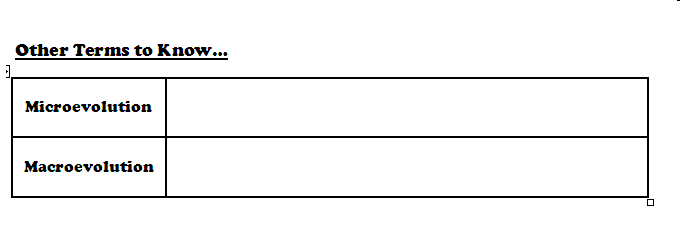 Other Terms to Know...
Microevolution
Macroevolution